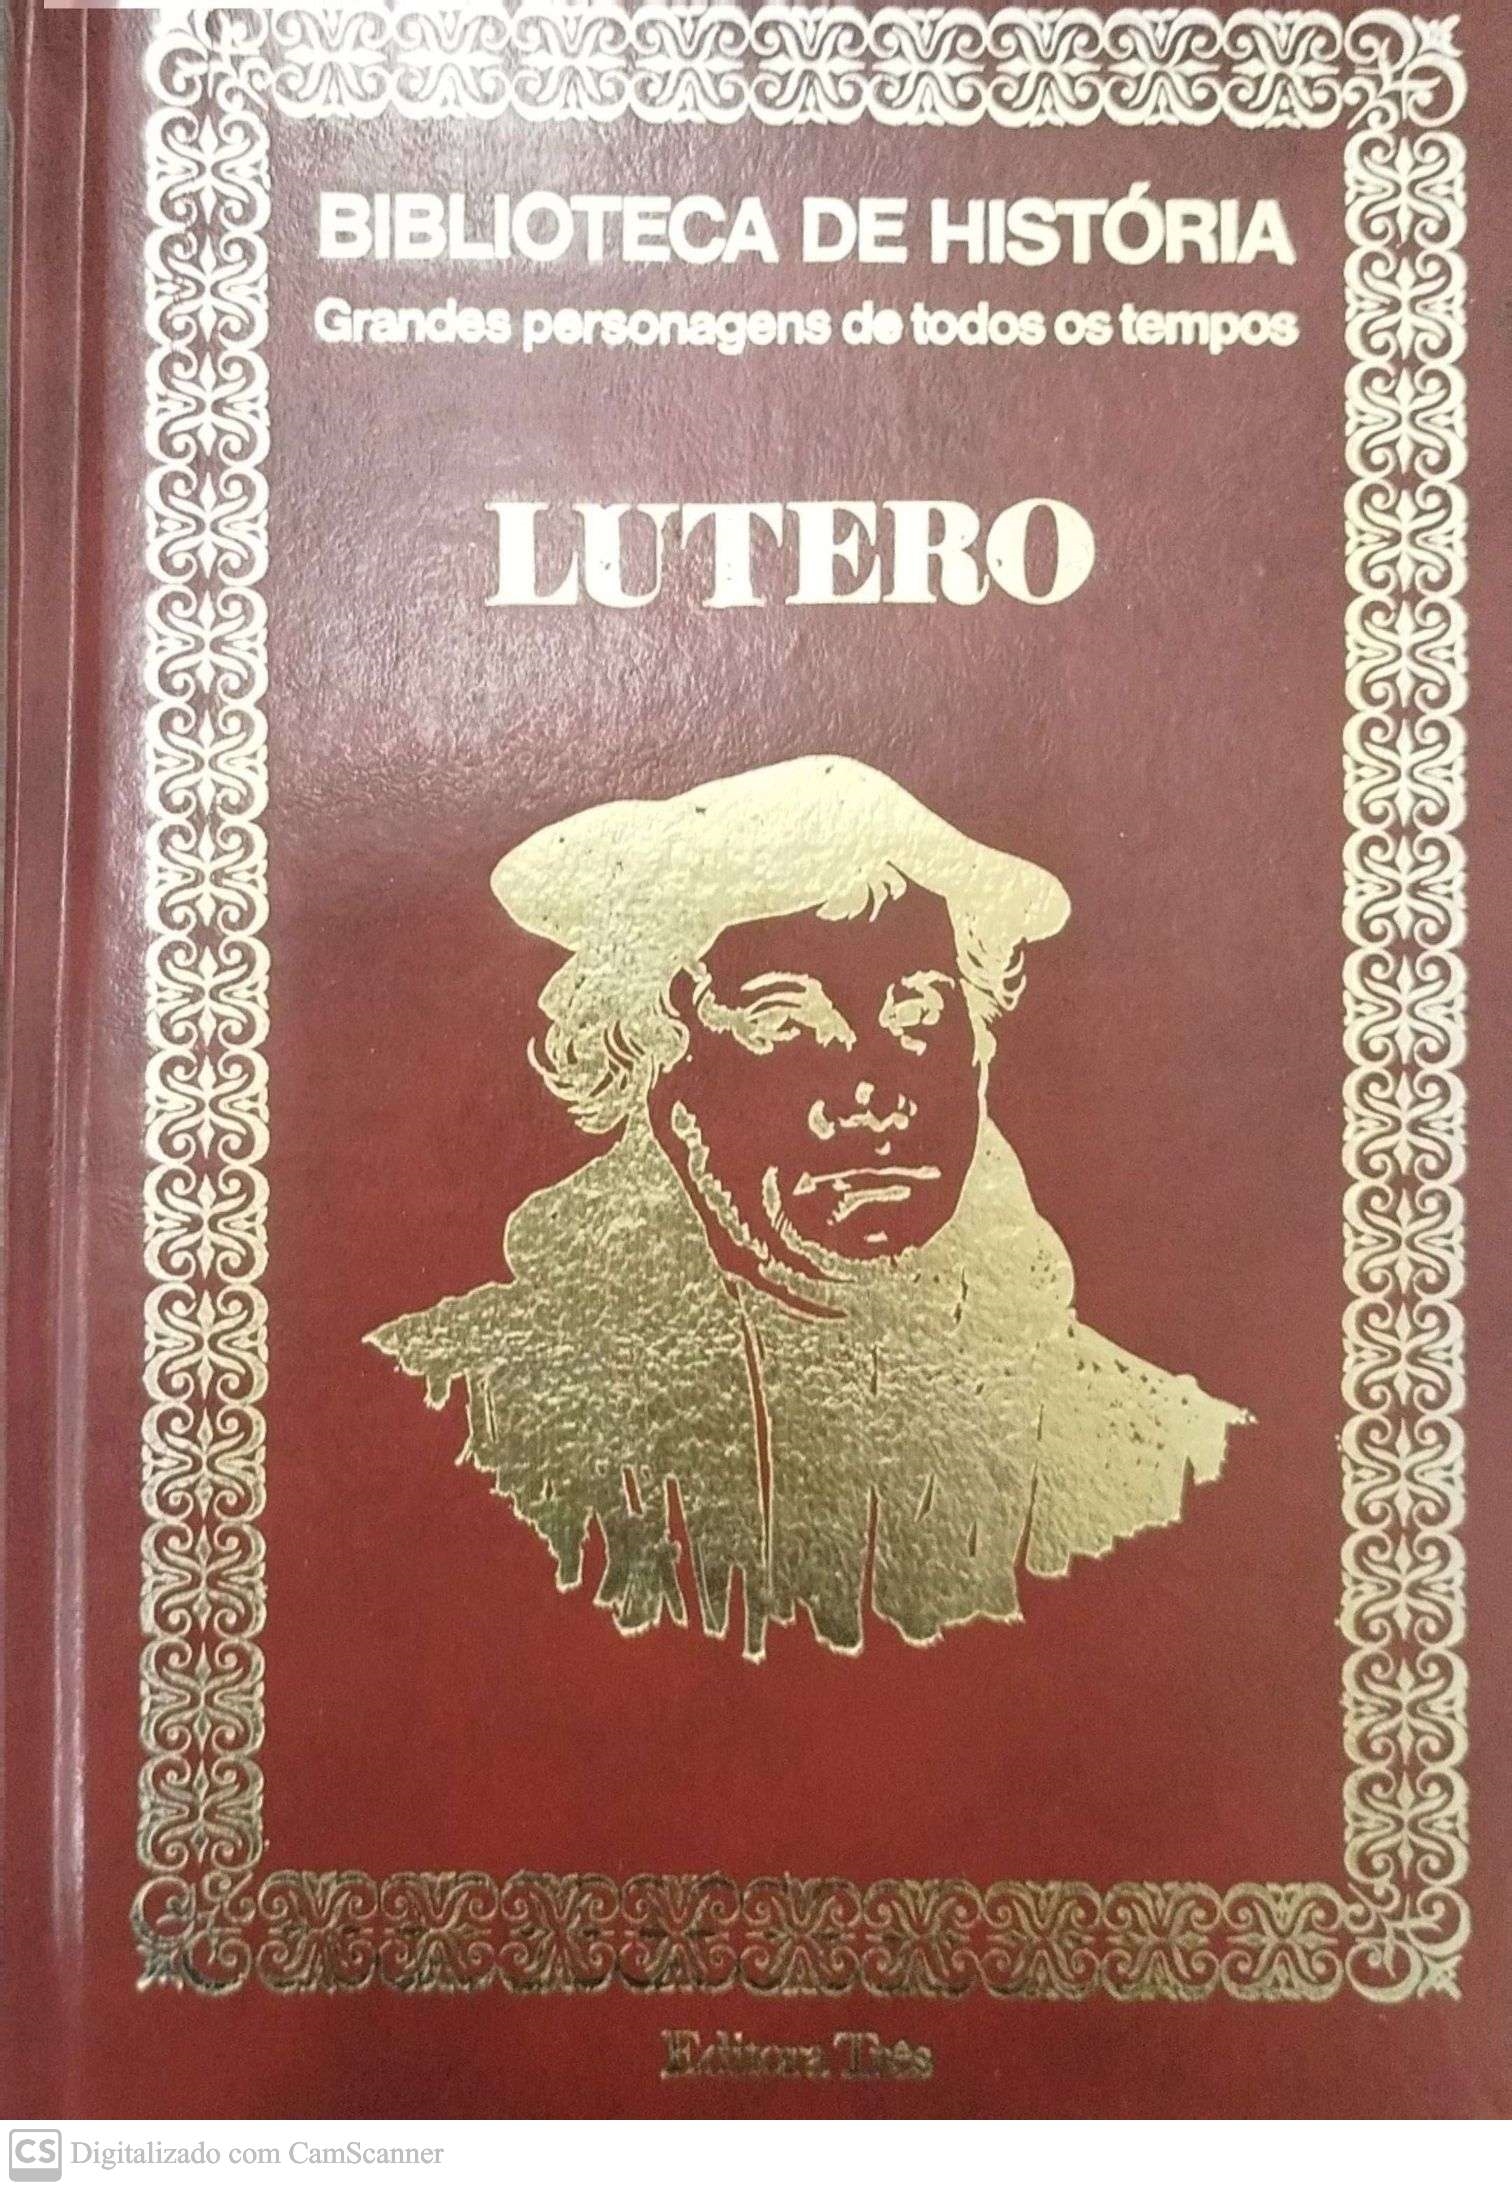 BIBLIOTECA DE HISTÓRIA
Grandes personagens de todos os tempos
LUTERO
Editora Três
CS Digitalizado com CamScanner